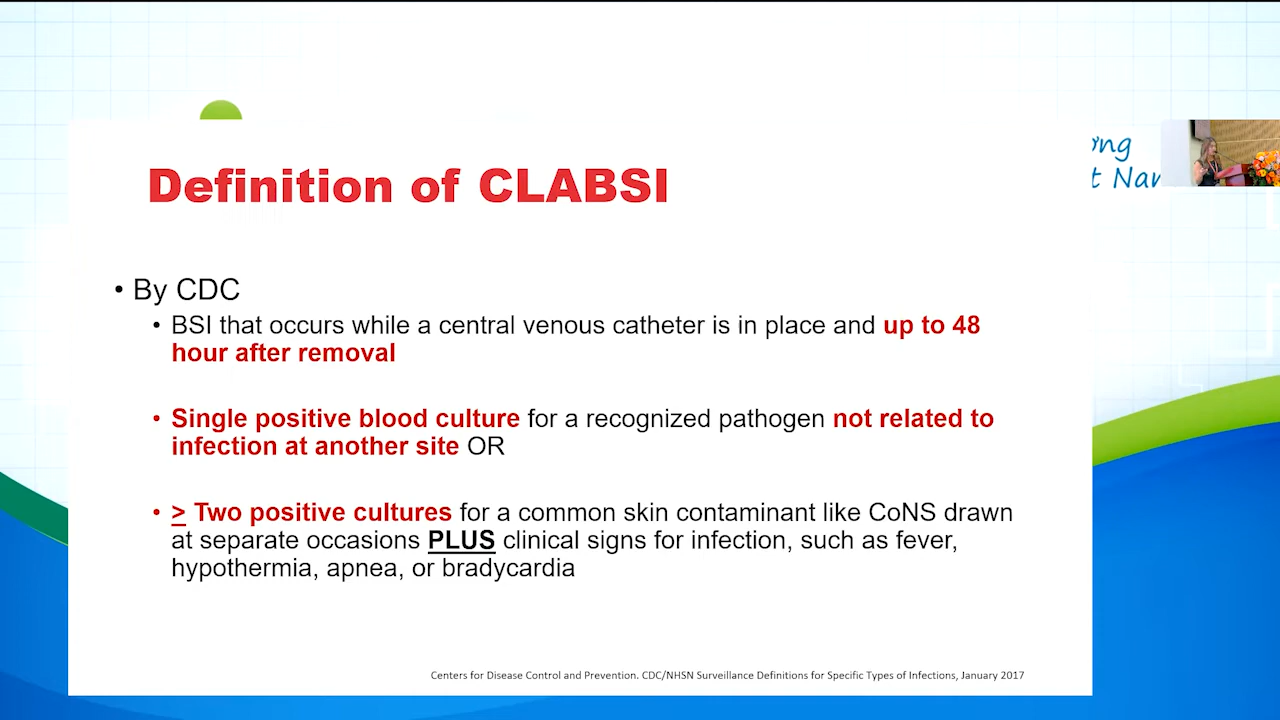 Definition of CLABSI
• By CDC
• BSI that occurs while a central venous catheter is in place and up to 48
hour after removal
• Single positive blood culture for a recognized pathogen not related to
infection at another site OR
• > Two positive cultures for a common skin contaminant like CoNS drawn
at separate occasions PLUS clinical signs for infection, such as fever,
hypothermia, apnea, or bradycardia
Centers for Disease Control and Prevention. CDC/NHSN Surveillance Definitions for Specific Types of Infections, January 2017